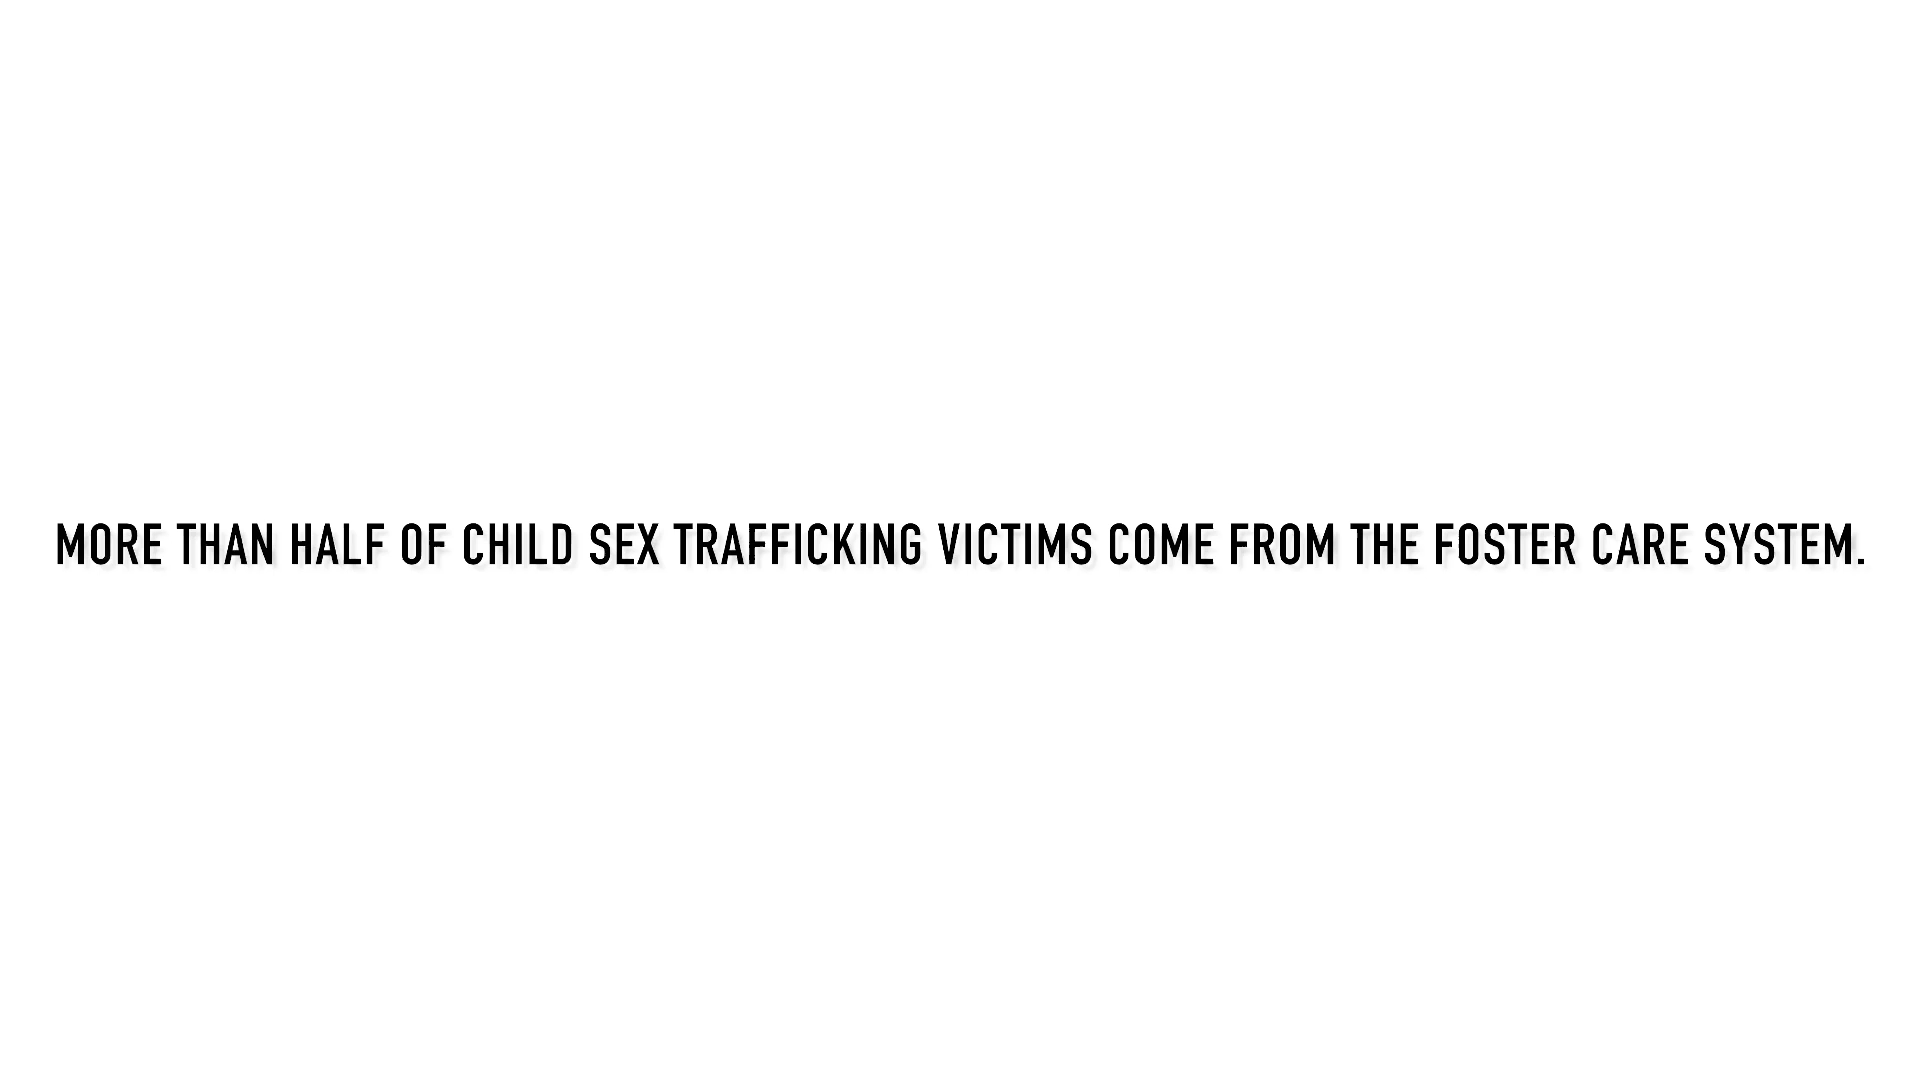 MORE THAN HALF OF CHILD SEX TRAFFICKING VICTIMS COME FROM THE FOSTER CARE SYSTEM.